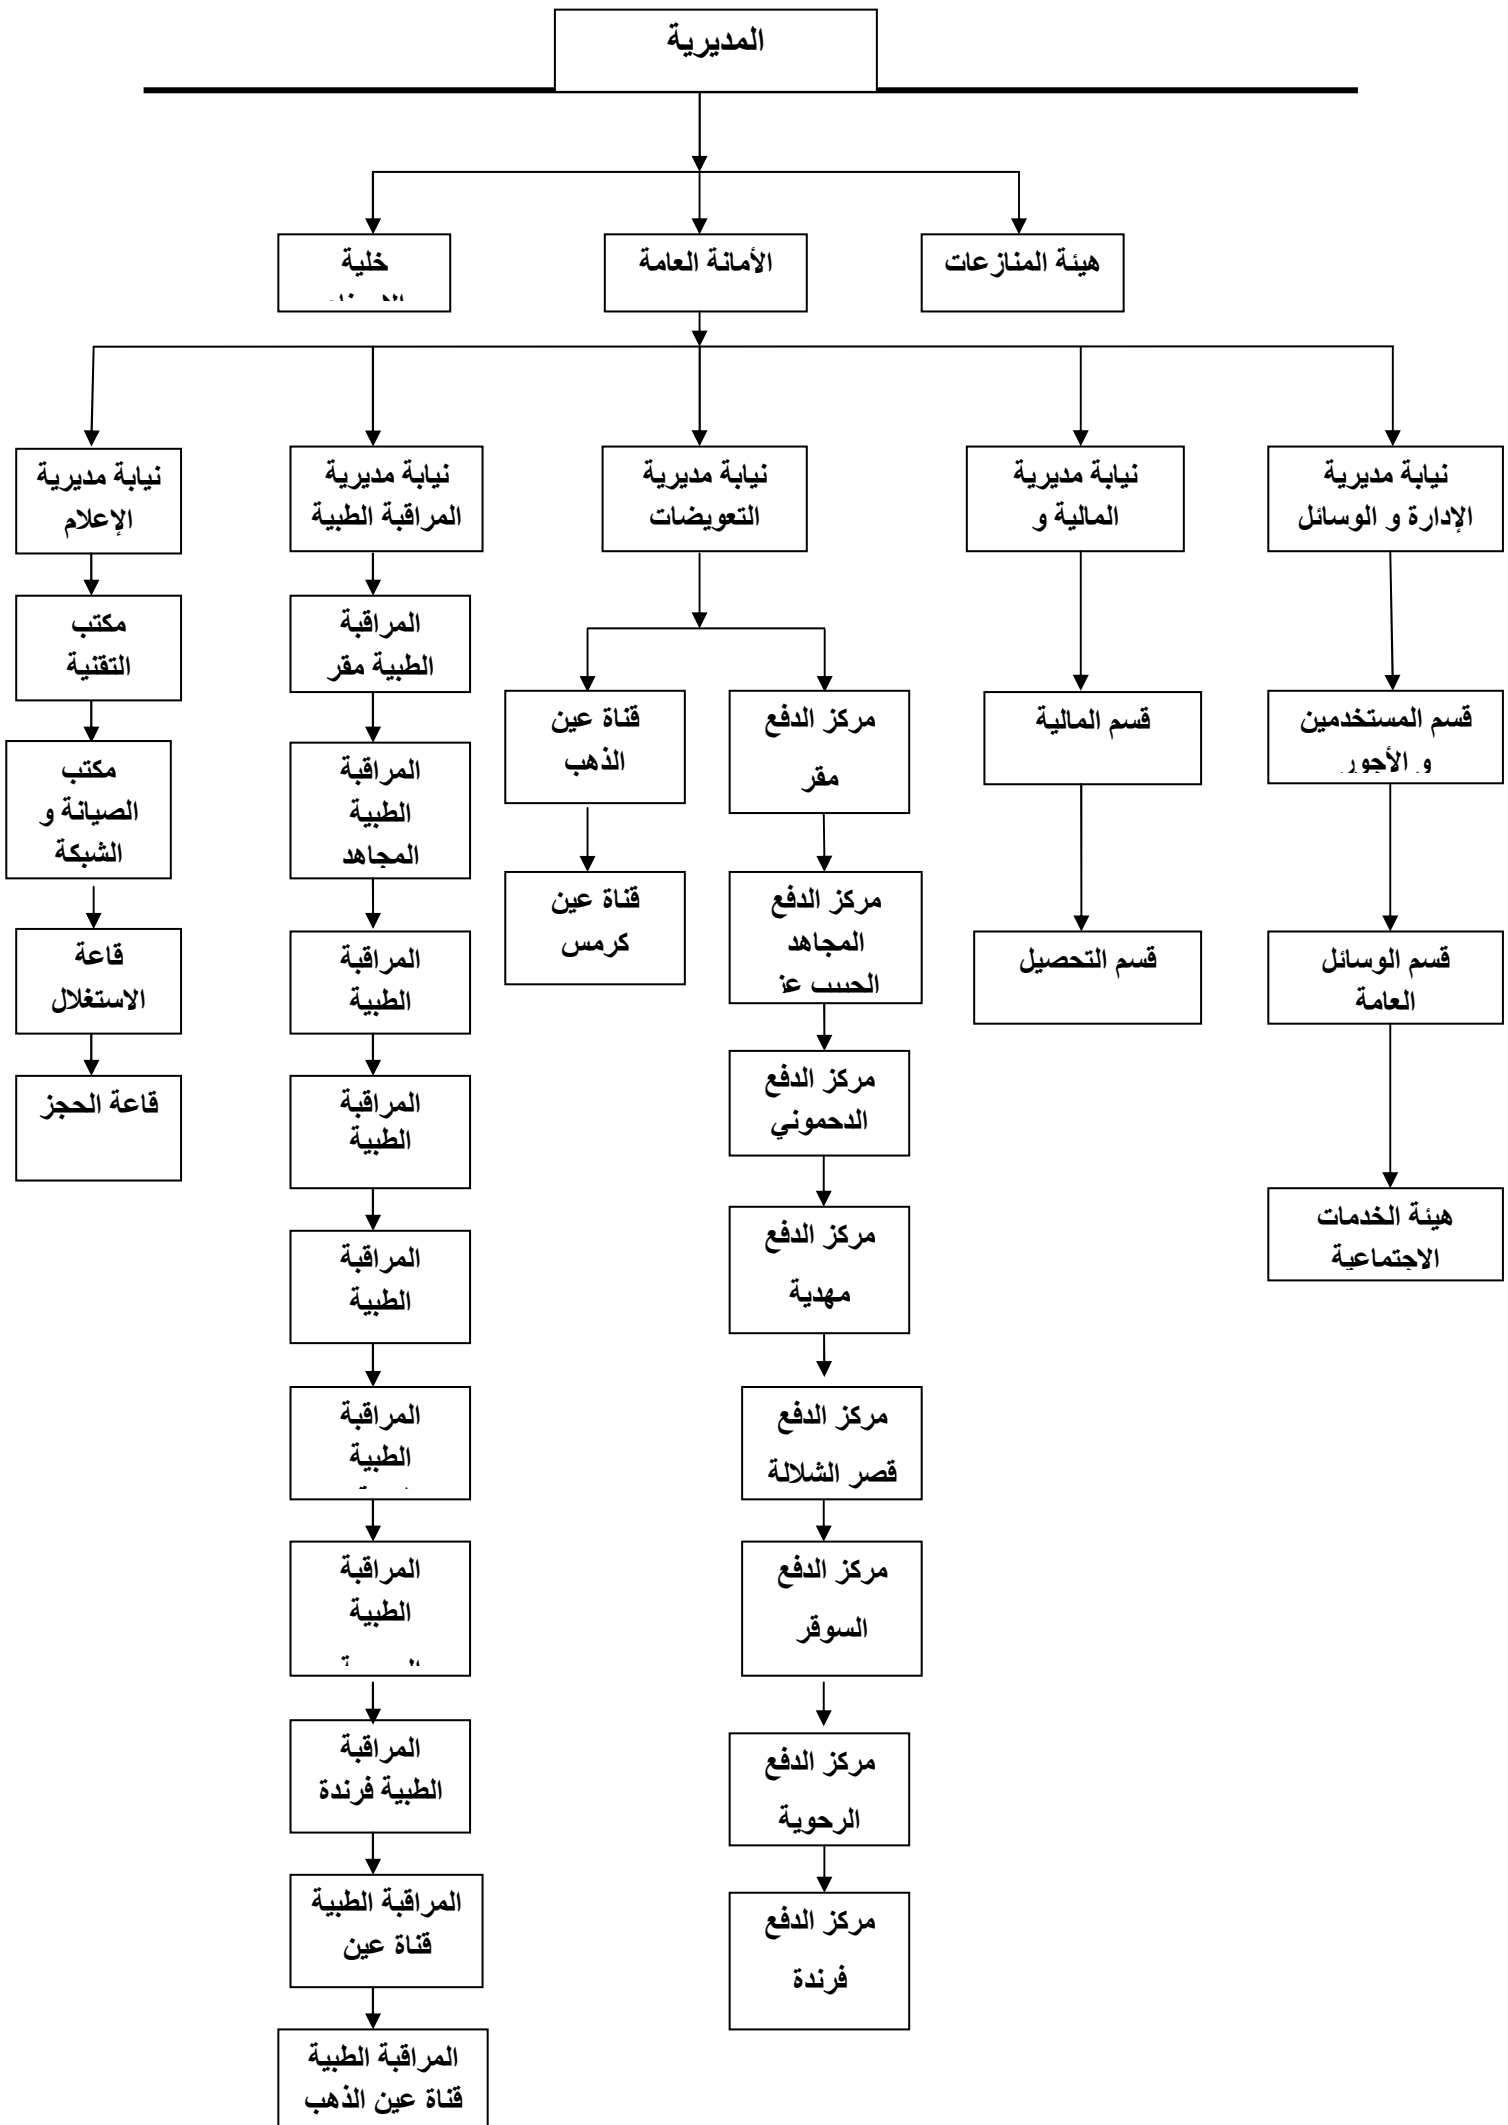 المديرية
هيئة المنازعات
الأمانة العامة
خلية
نيابة مديرية
الإدارة و الوسائل
نيابة مديرية
المالية و
نيابة مديرية
التعويضات
نيابة مديرية
المراقبة الطبية
نيابة مديرية
الإعلام
قسم المستخدمين
و الأجور
قسم الوسائل
العامة
هيئة الخدمات
الاجتماعية
قسم المالية
قسم التحصيل
مركز الدفع
مقر
مركز الدفع
المجاهد
الحبيب عز
مركز الدفع
الدحموني
مركز الدفع
مهدية
مركز الدفع
قصر الشلالة
مركز الدفع
السوقر
مركز الدفع
الرحوية
مركز الدفع
فرندة
قناة عين
الذهب
قناة عين
كرمس
المراقبة
الطبية مقر
المراقبة
الطبية
المجاهد
المراقبة
الطبية
المراقبة
الطبية
المراقبة
الطبية
المراقبة
الطبية
المراقبة
الطبية
المراقبة
الطبية فرندة
المراقبة الطبية
قناة عين
المراقبة الطبية
قناة عين الذهب
مكتب
التقنية
مكتب
الصيانة و
الشبكة
قاعة
الاستغلال
قاعة الحجز